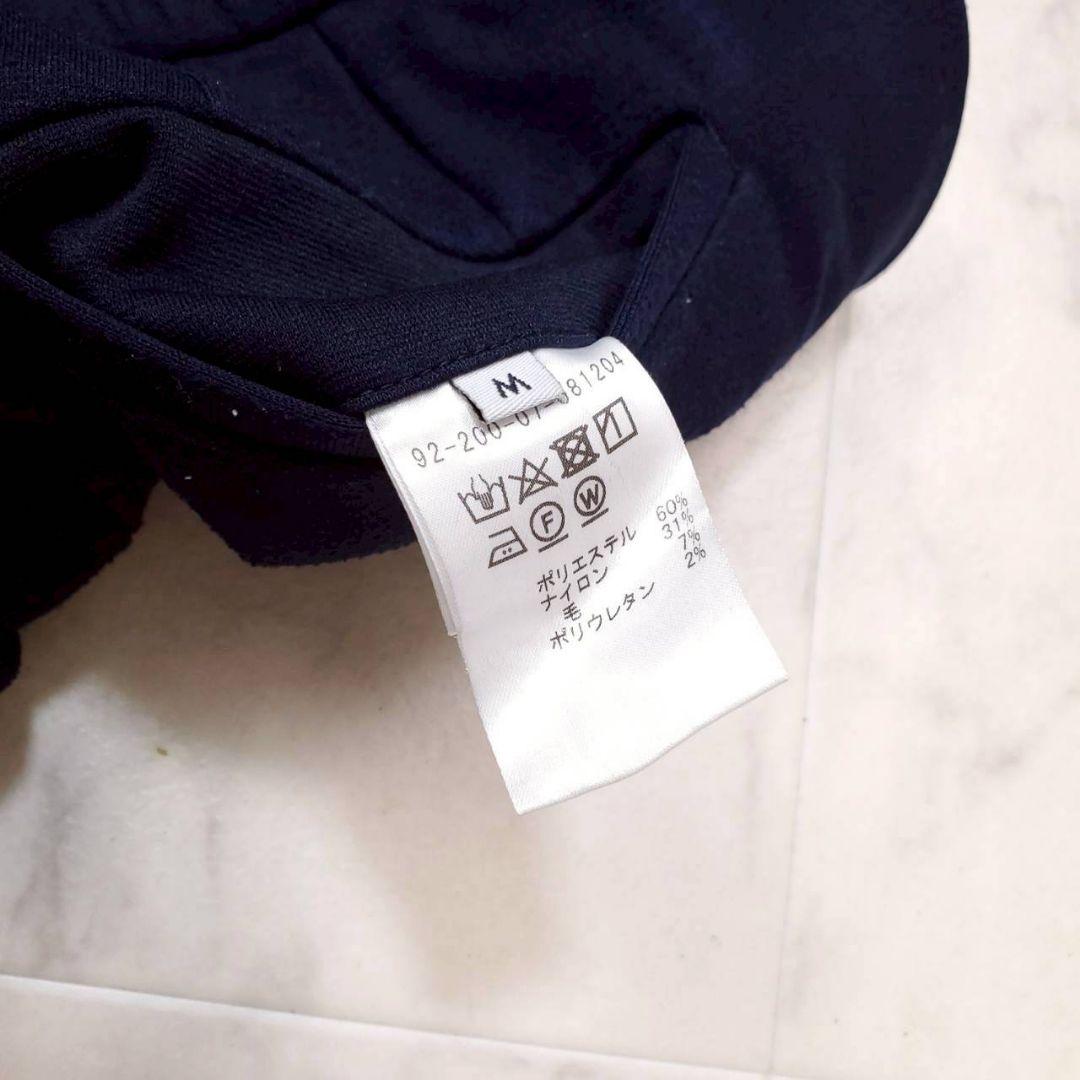 M
92-200-07-081204
F W
ポリエステル 60%
ナイロン 31%
毛 7%
ポリウレタン 2%